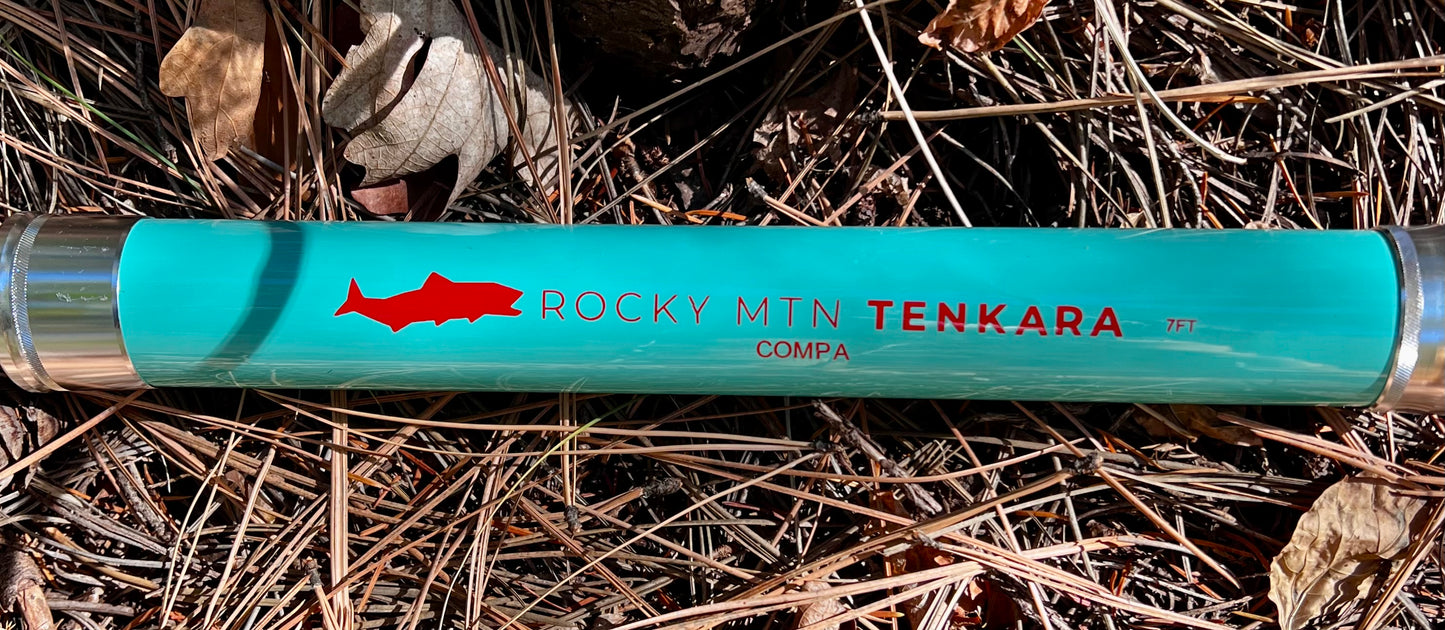 ROCKY MTN TENKARA 7FT
COMPA